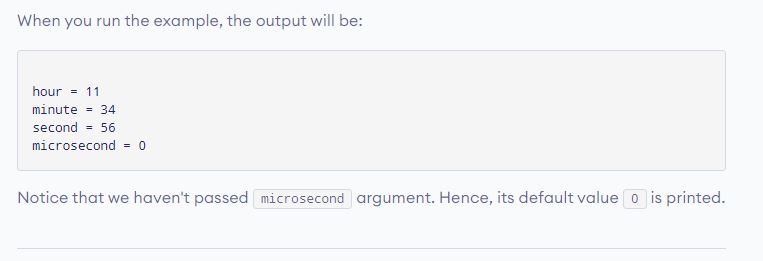 When you run the example, the output will be:
hour = 11
minute = 34
second = 56
microsecond = 0
Notice that we haven't passed microsecond argument. Hence, its default value 0 is printed.